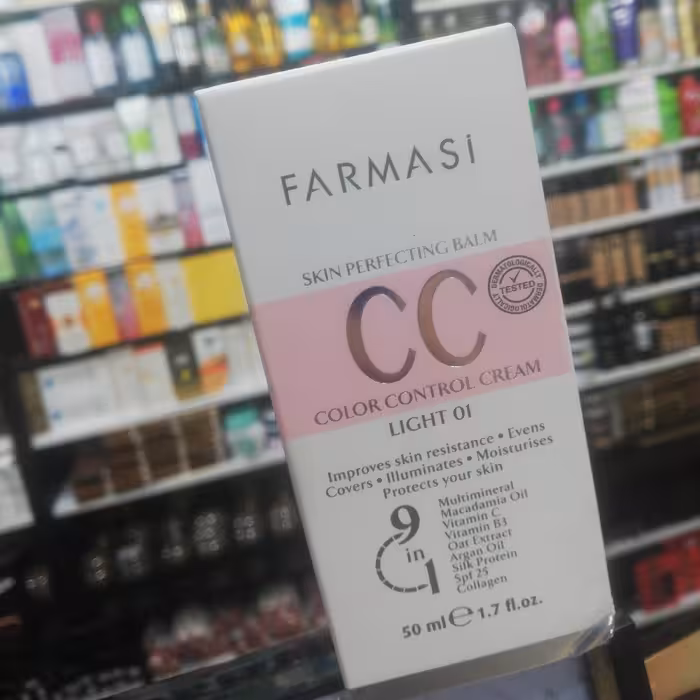 FARMASİ
SKIN PERFECTING BALM
CC
DERMATOLOGICALLY
TESTED
DERMATOLOGICALLY
COLOR CONTROL CREAM
LIGHT 01
Improves skin resistance • Evens
Covers • Illuminates • Moisturises
Protects your skin
9 in 1
Multimineral
Macadamia Oil
Vitamin C
Vitamin B3
Oat Extract
Argan Oil
Silk Protein
Spf 25
Collagen
50 ml e 1.7 fl.oz.